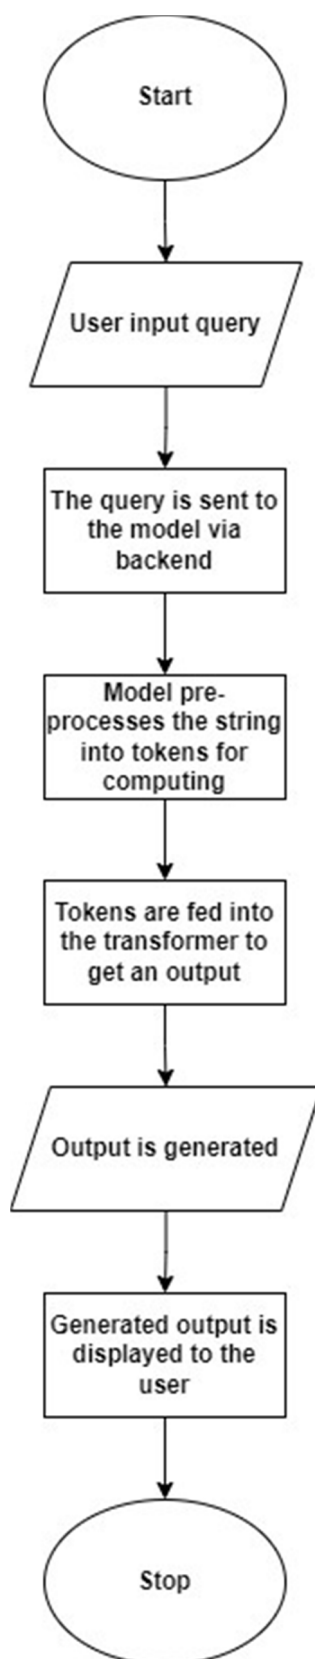 Start
User input query
The query is sent to
the model via
backend
Model pre-
processes the string
into tokens for
computing
Tokens are fed into
the transformer to
get an output
Output is generated
Generated output is
displayed to the
user
Stop